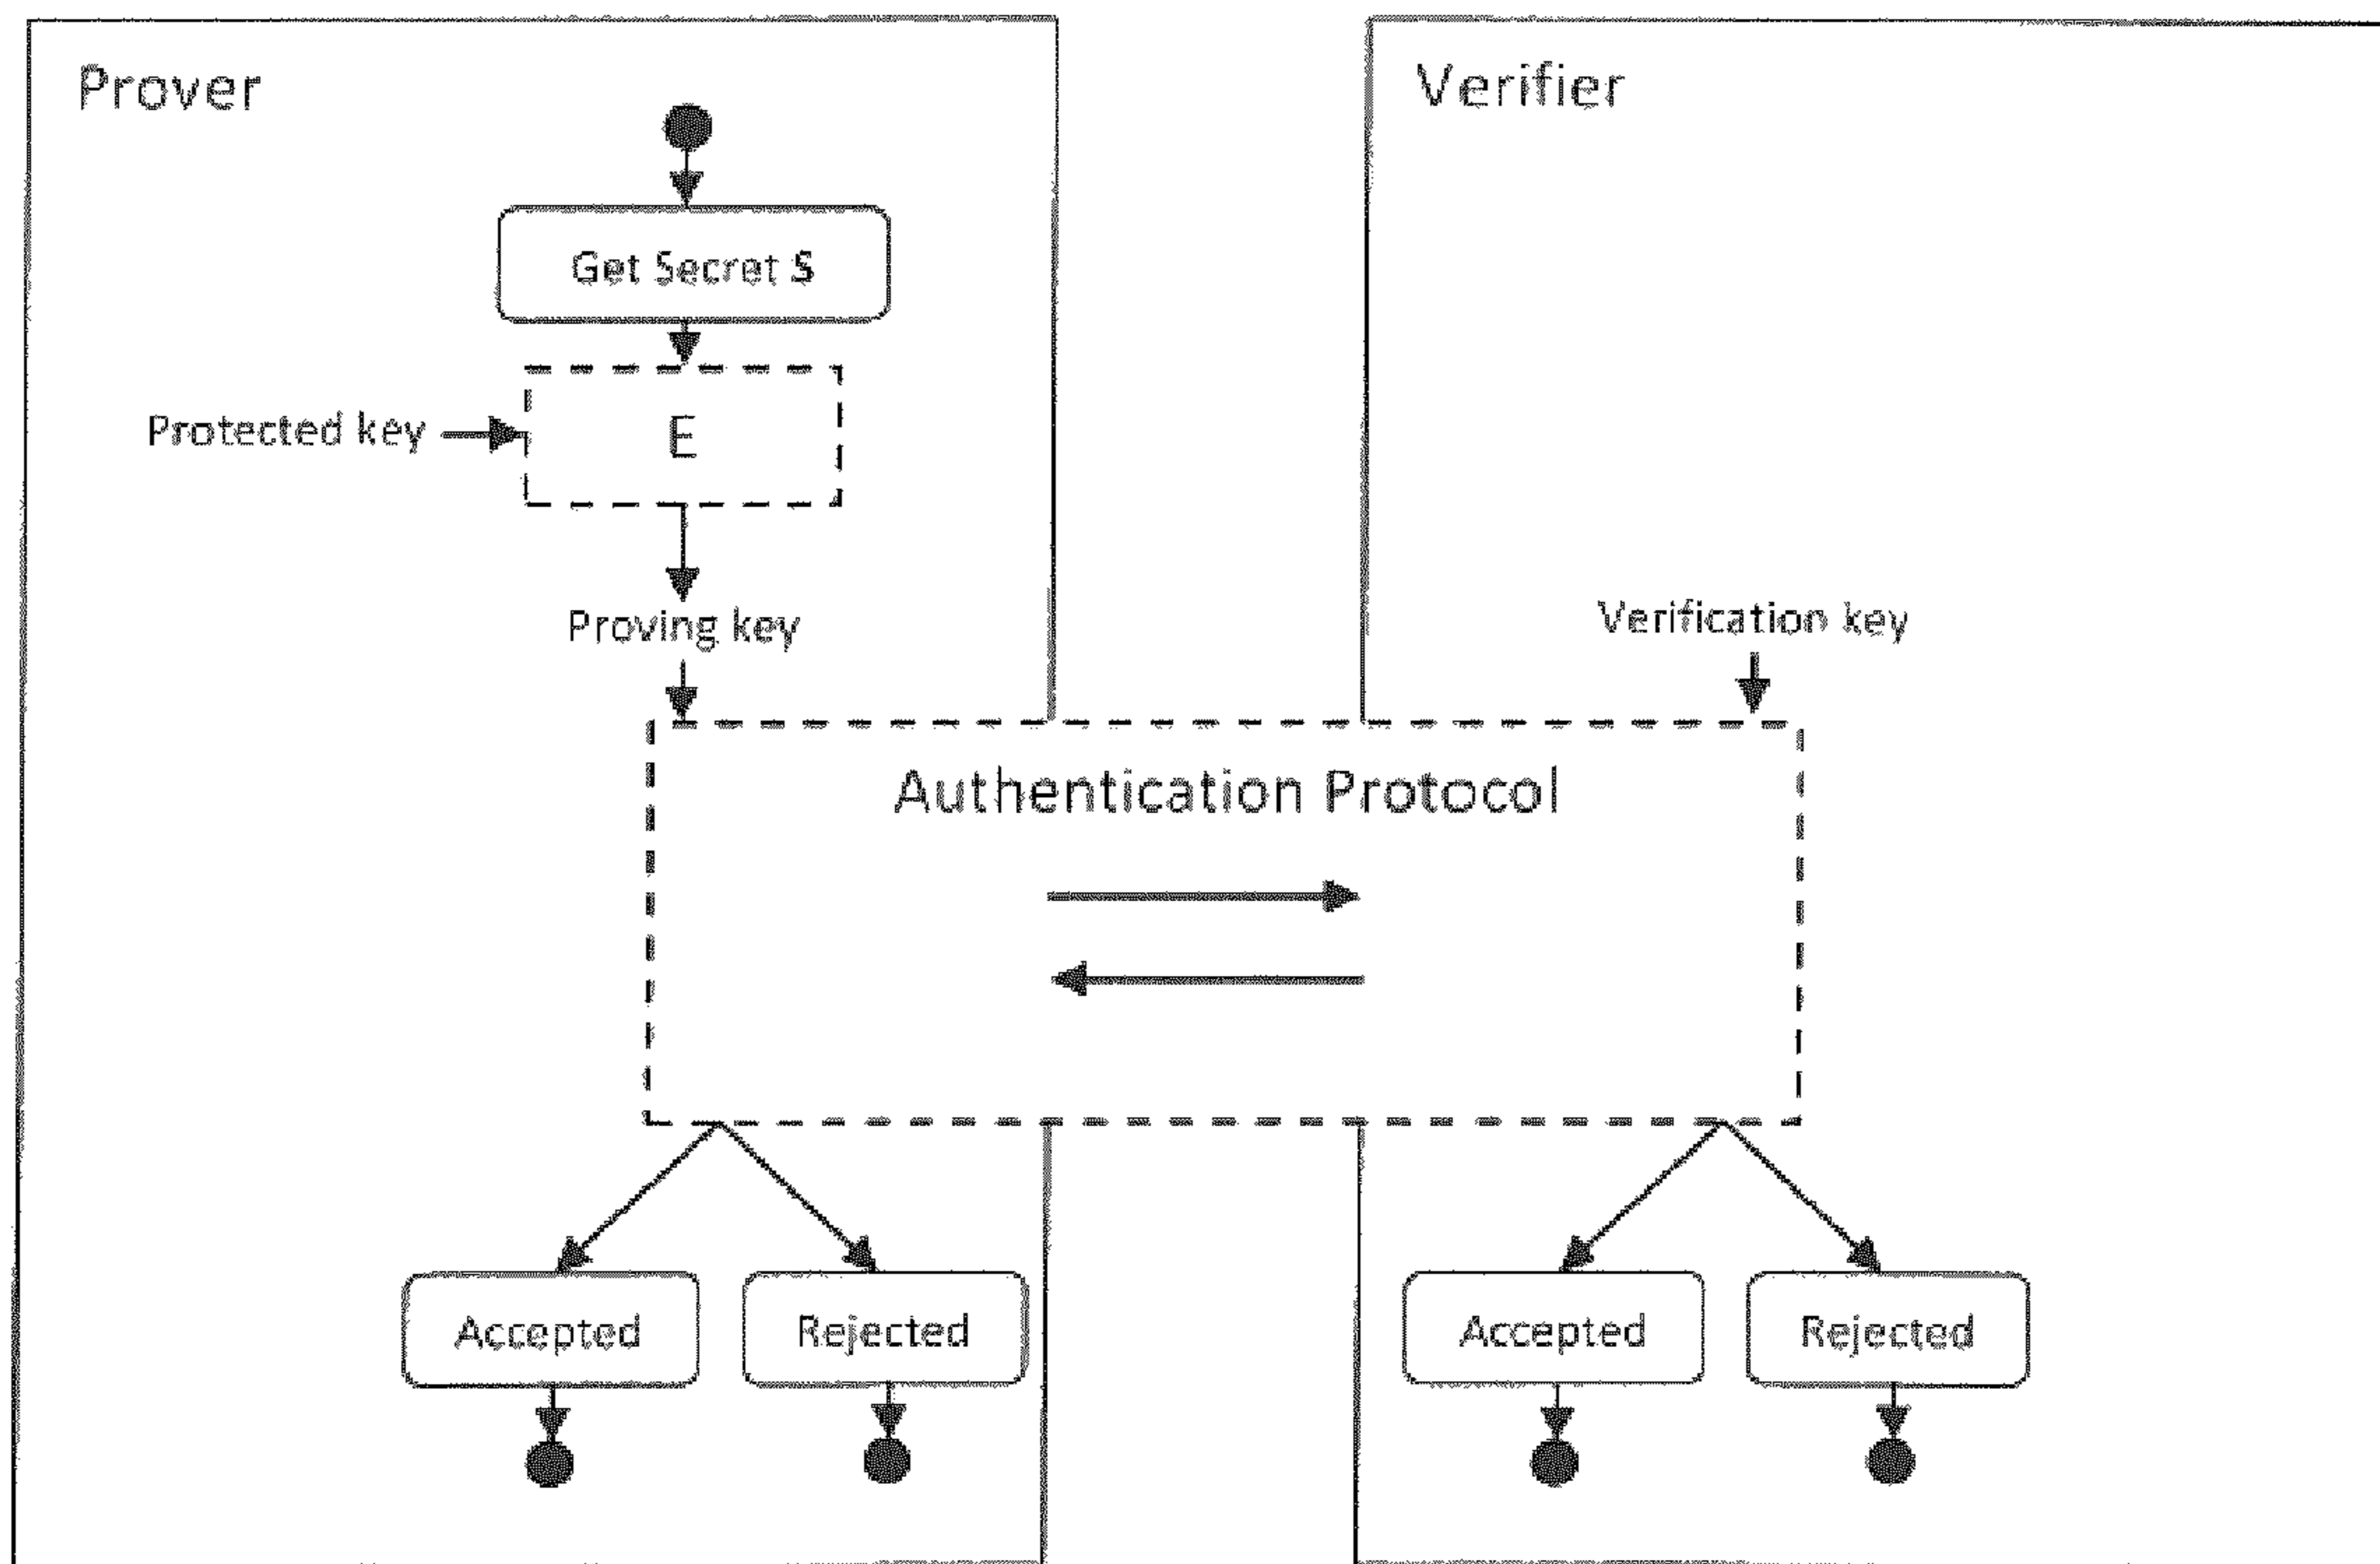 Prover
Verifier
Get Secret S
Protected key
E
Proving key
Verification key
Authentication Protocol
Accepted
Rejected
Accepted
Rejected